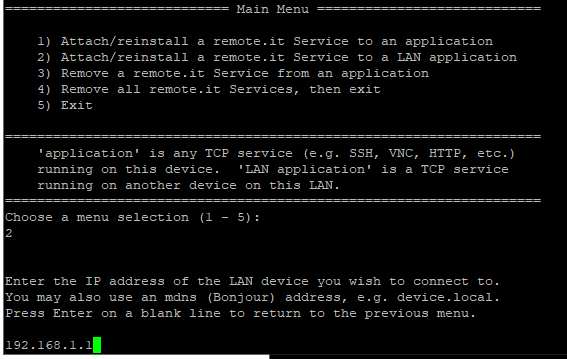 ============================ Main Menu ============================
1) Attach/reinstall a remote.it Service to an application
2) Attach/reinstall a remote.it Service to a LAN application
3) Remove a remote.it Service from an application
4) Remove all remote.it Services, then exit
5) Exit
===================================================================
'application' is any TCP service (e.g. SSH, VNC, HTTP, etc.)
running on this device.  'LAN application' is a TCP service
running on another device on this LAN.
===================================================================
Choose a menu selection (1 - 5):
2
Enter the IP address of the LAN device you wish to connect to.
You may also use an mdns (Bonjour) address, e.g. device.local.
Press Enter on a blank line to return to the previous menu.
192.168.1.1